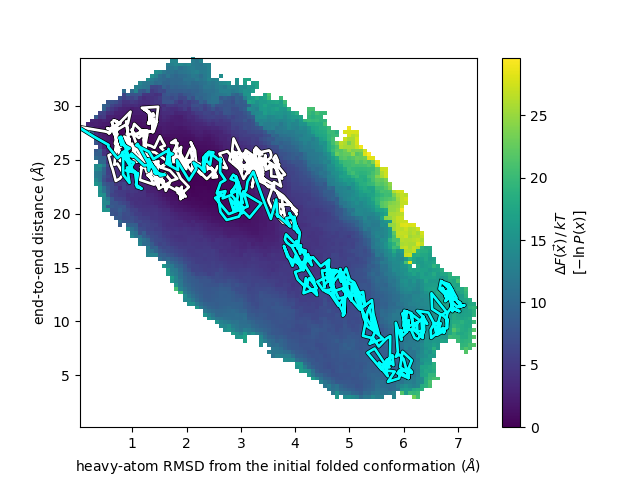 30
25
20
15
10
5
end-to-end distance (Å)
1 2 3 4 5 6 7
heavy-atom RMSD from the initial folded conformation (Å)
25
20
15
10
5
0
ΔF(x⃗) / kT
[− ln P(x)]